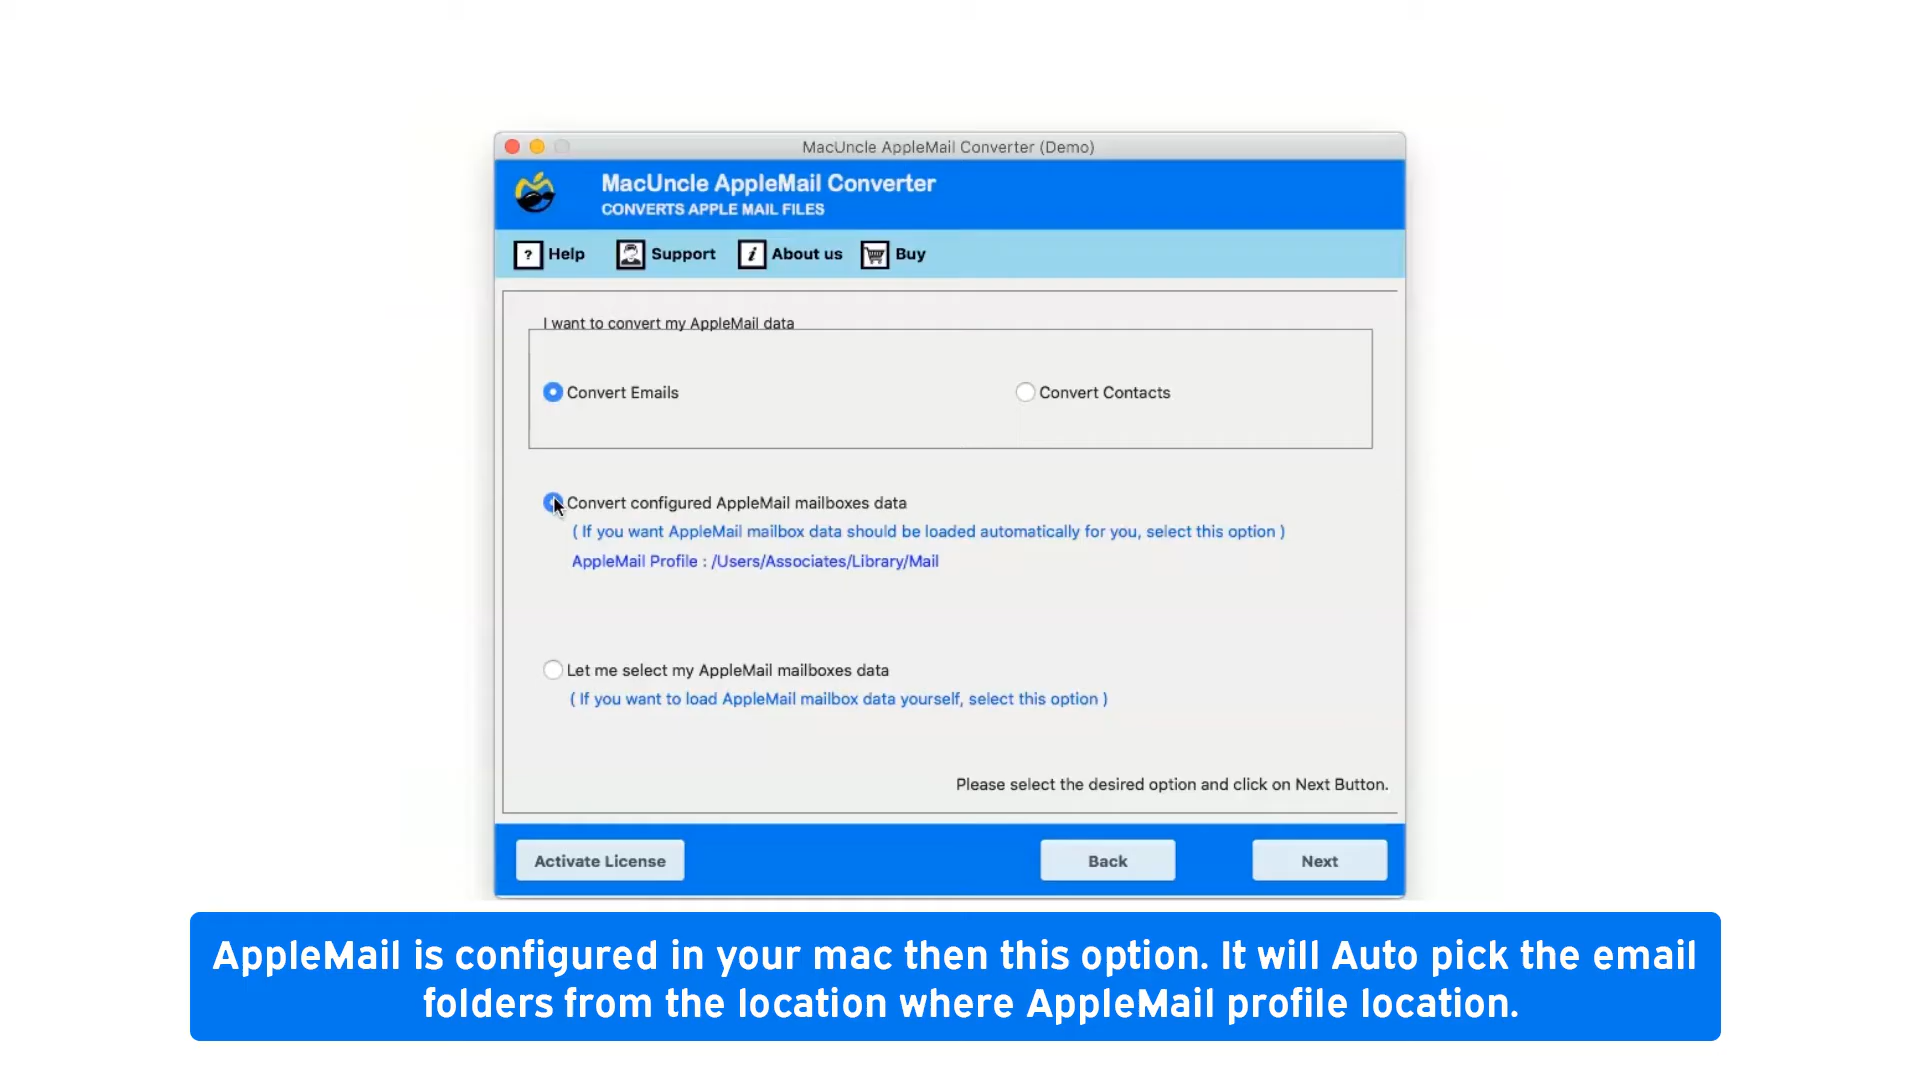 MacUncle AppleMail Converter (Demo)
MacUncle AppleMail Converter
CONVERTS APPLE MAIL FILES
? Help
Support
i About us
Buy
I want to convert my AppleMail data
Convert Emails
Convert Contacts
Convert configured AppleMail mailboxes data
( If you want AppleMail mailbox data should be loaded automatically for you, select this option )
AppleMail Profile : /Users/Associates/Library/Mail
Let me select my AppleMail mailboxes data
( If you want to load AppleMail mailbox data yourself, select this option )
Please select the desired option and click on Next Button.
Activate License
Back
Next
AppleMail is configured in your mac then this option. It will Auto pick the email
folders from the location where AppleMail profile location.